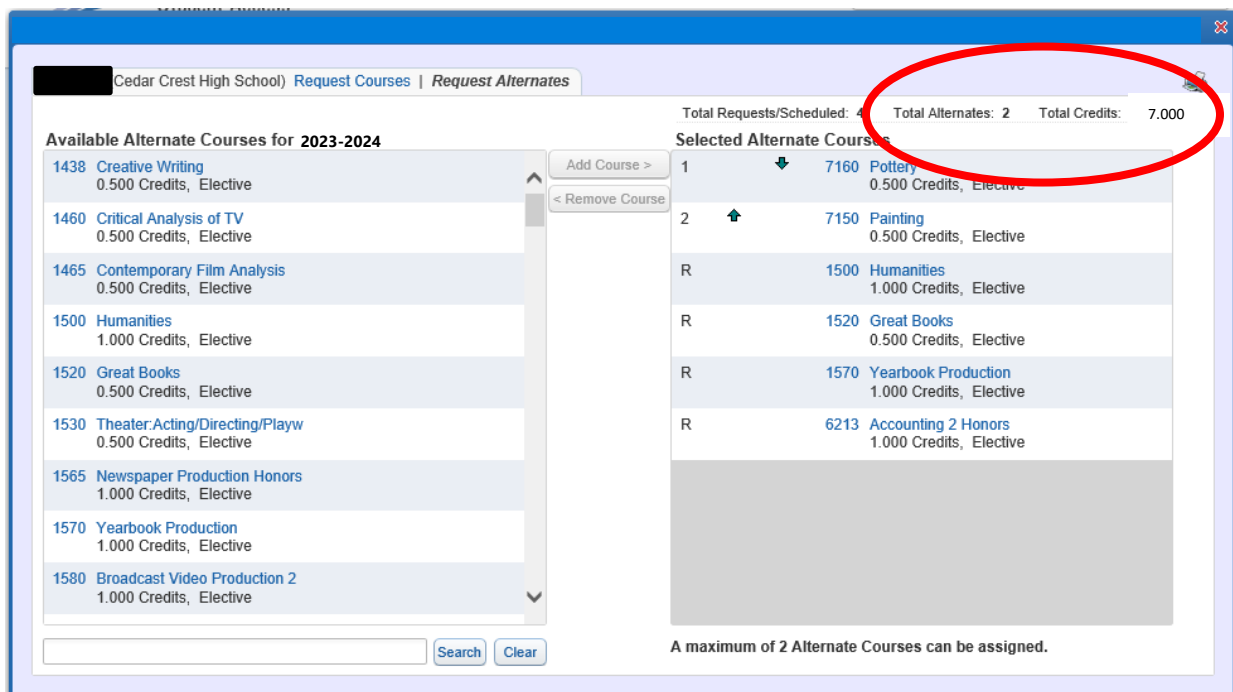 Cedar Crest High School) Request Courses | Request Alternates
Total Requests/Scheduled: 4 Total Alternates: 2 Total Credits: 7.000
Available Alternate Courses for 2023-2024
1438 Creative Writing
0.500 Credits, Elective
1460 Critical Analysis of TV
0.500 Credits, Elective
1465 Contemporary Film Analysis
0.500 Credits, Elective
1500 Humanities
1.000 Credits, Elective
1520 Great Books
0.500 Credits, Elective
1530 Theater:Acting/Directing/Playw
0.500 Credits, Elective
1565 Newspaper Production Honors
1.000 Credits, Elective
1570 Yearbook Production
1.000 Credits, Elective
1580 Broadcast Video Production 2
1.000 Credits, Elective
Search Clear
Add Course >
< Remove Course
Selected Alternate Courses
1 7160 Pottery
0.500 Credits, Elective
2 7150 Painting
0.500 Credits, Elective
R 1500 Humanities
1.000 Credits, Elective
R 1520 Great Books
0.500 Credits, Elective
R 1570 Yearbook Production
1.000 Credits, Elective
R 6213 Accounting 2 Honors
1.000 Credits, Elective
A maximum of 2 Alternate Courses can be assigned.